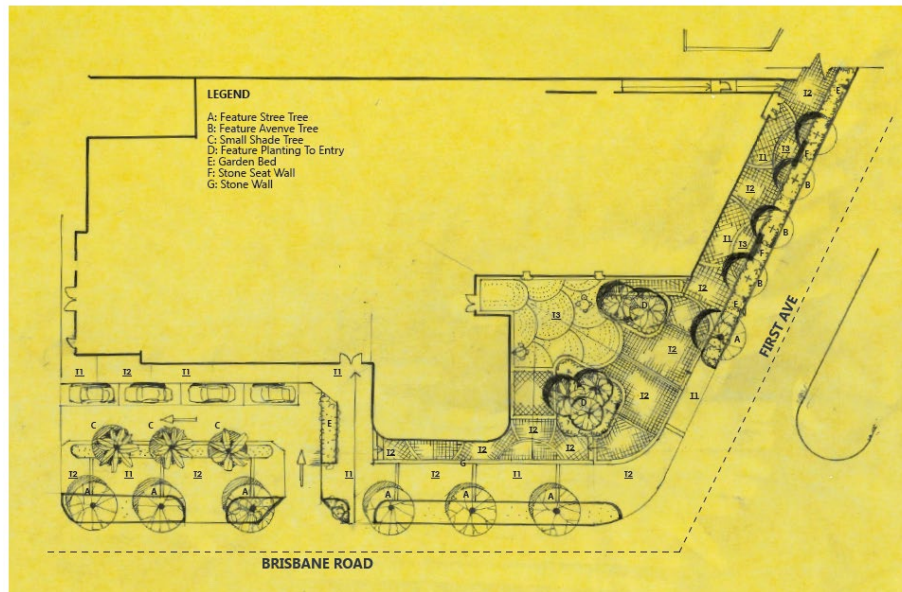 LEGEND
A: Feature Stree Tree
B: Feature Avenve Tree
C: Small Shade Tree
D: Feature Planting To Entry
E: Garden Bed
F: Stone Seat Wall
G: Stone Wall
T2
E
T3
T1
F
T2
B
T1
T3
B
F
T2
B
E
D
T3
A
T2
FIRST AVE
T1
T2
T1
T1
T1
D
T2
E
C
C
C
T2
T2
T2
T2
G
T2
T1
T2
T1
T2
T1
T2
A
A
A
A
A
A
BRISBANE ROAD